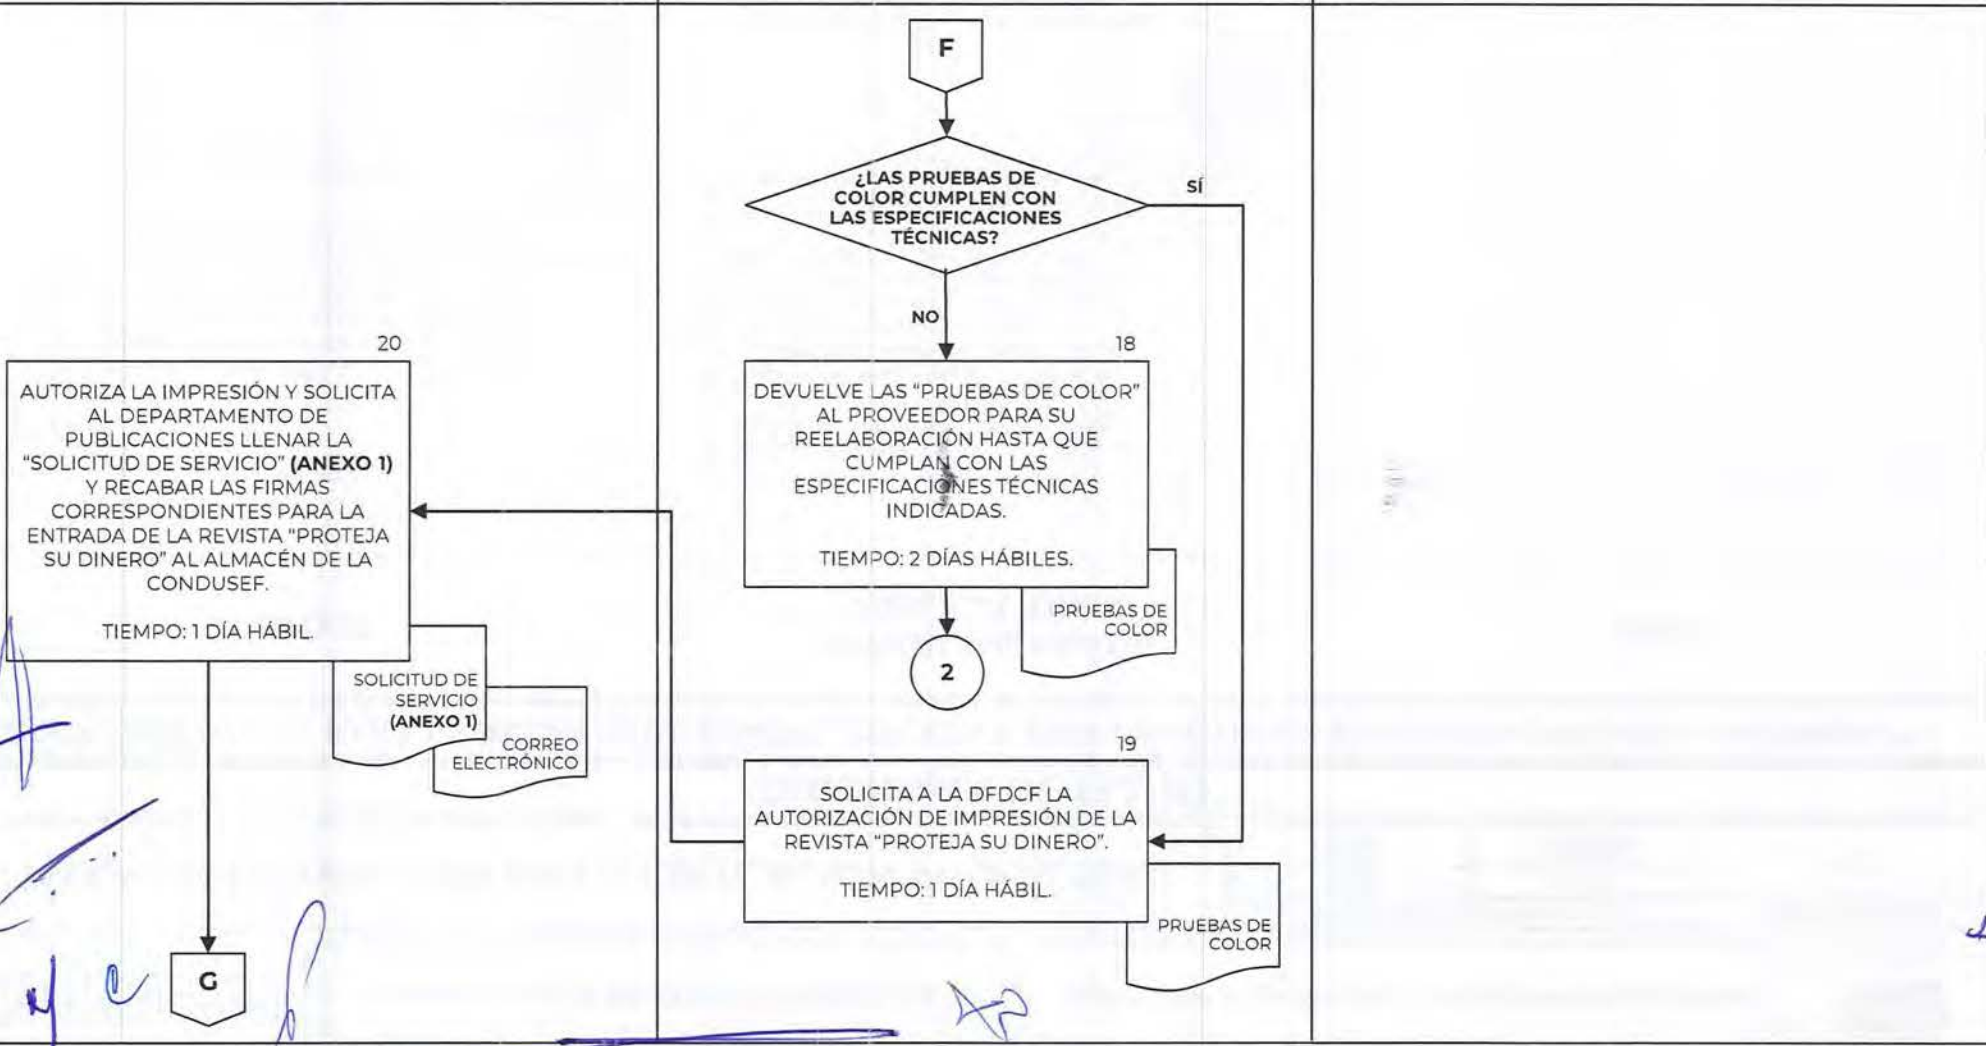 F
¿LAS PRUEBAS DE
COLOR CUMPLEN CON
LAS ESPECIFICACIONES
TÉCNICAS?
SÍ
NO
18
DEVUELVE LAS "PRUEBAS DE COLOR"
AL PROVEEDOR PARA SU
REELABORACIÓN HASTA QUE
CUMPLAN CON LAS
ESPECIFICACIONES TÉCNICAS
INDICADAS.
TIEMPO: 2 DÍAS HÁBILES.
PRUEBAS DE
COLOR
2
19
SOLICITA A LA DFDCF LA
AUTORIZACIÓN DE IMPRESIÓN DE LA
REVISTA "PROTEJA SU DINERO".
TIEMPO: 1 DÍA HÁBIL.
PRUEBAS DE
COLOR
20
AUTORIZA LA IMPRESIÓN Y SOLICITA
AL DEPARTAMENTO DE
PUBLICACIONES LLENAR LA
"SOLICITUD DE SERVICIO" (ANEXO 1)
Y RECABAR LAS FIRMAS
CORRESPONDIENTES PARA LA
ENTRADA DE LA REVISTA "PROTEJA
SU DINERO" AL ALMACÉN DE LA
CONDUSEF.
TIEMPO: 1 DÍA HÁBIL.
SOLICITUD DE
SERVICIO
(ANEXO 1)
CORREO
ELECTRÓNICO
G